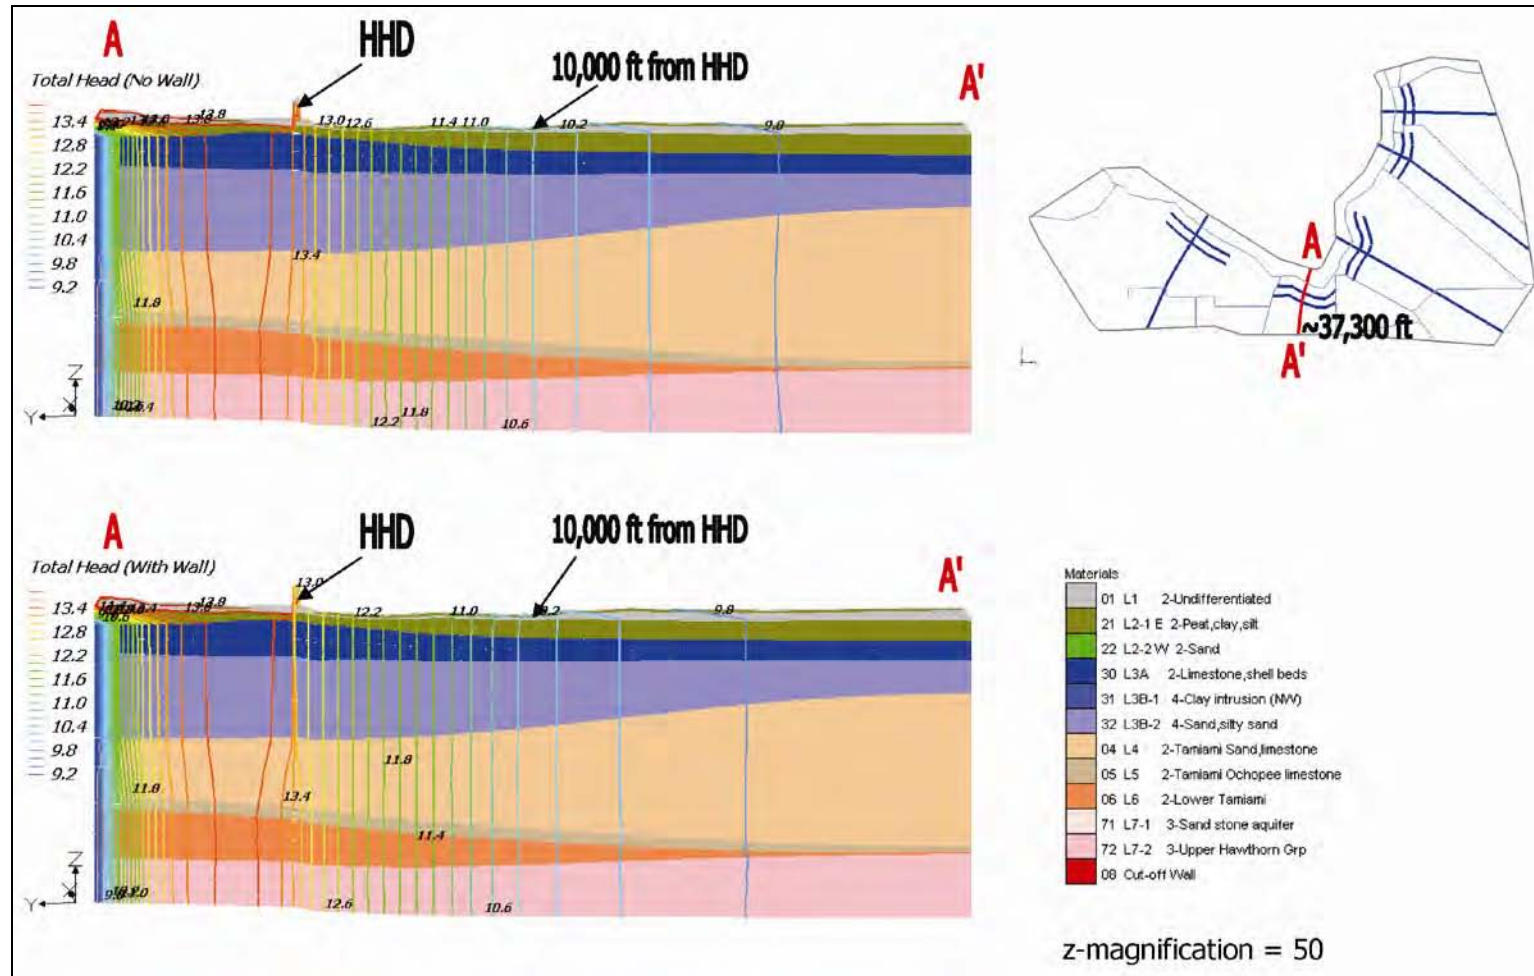 A
HHD
10,000 ft from HHD
A'
Total Head (No Wall)
13.4
12.8
12.2
11.6
11.0
10.4
9.8
9.2
13.8
13.0
12.6
11.4
11.0
10.2
9.8
13.4
11.8
12.2
11.8
10.6
Z
X
Y
A
~37,300 ft
A'
A
HHD
10,000 ft from HHD
A'
Total Head (With Wall)
13.4
12.8
12.2
11.6
11.0
10.4
9.8
9.2
13.8
13.0
12.2
11.0
9.8
11.8
11.8
13.4
11.4
12.6
10.6
Z
X
Y
Materials
01 L1 2-Undifferentiated
21 L2-1 E 2-Peat,clay,silt
22 L2-2 W 2-Sand
30 L3A 2-Limestone,shell beds
31 L3B-1 4-Clay intrusion (NW)
32 L3B-2 4-Sand,silty sand
04 L4 2-Tamiami Sand,limestone
05 L5 2-Tamiami Ochopee limestone
06 L6 2-Lower Tamiami
71 L7-1 3-Sand stone aquifer
72 L7-2 3-Upper Hawthorn Grp
08 Cut-off Wall
z-magnification = 50